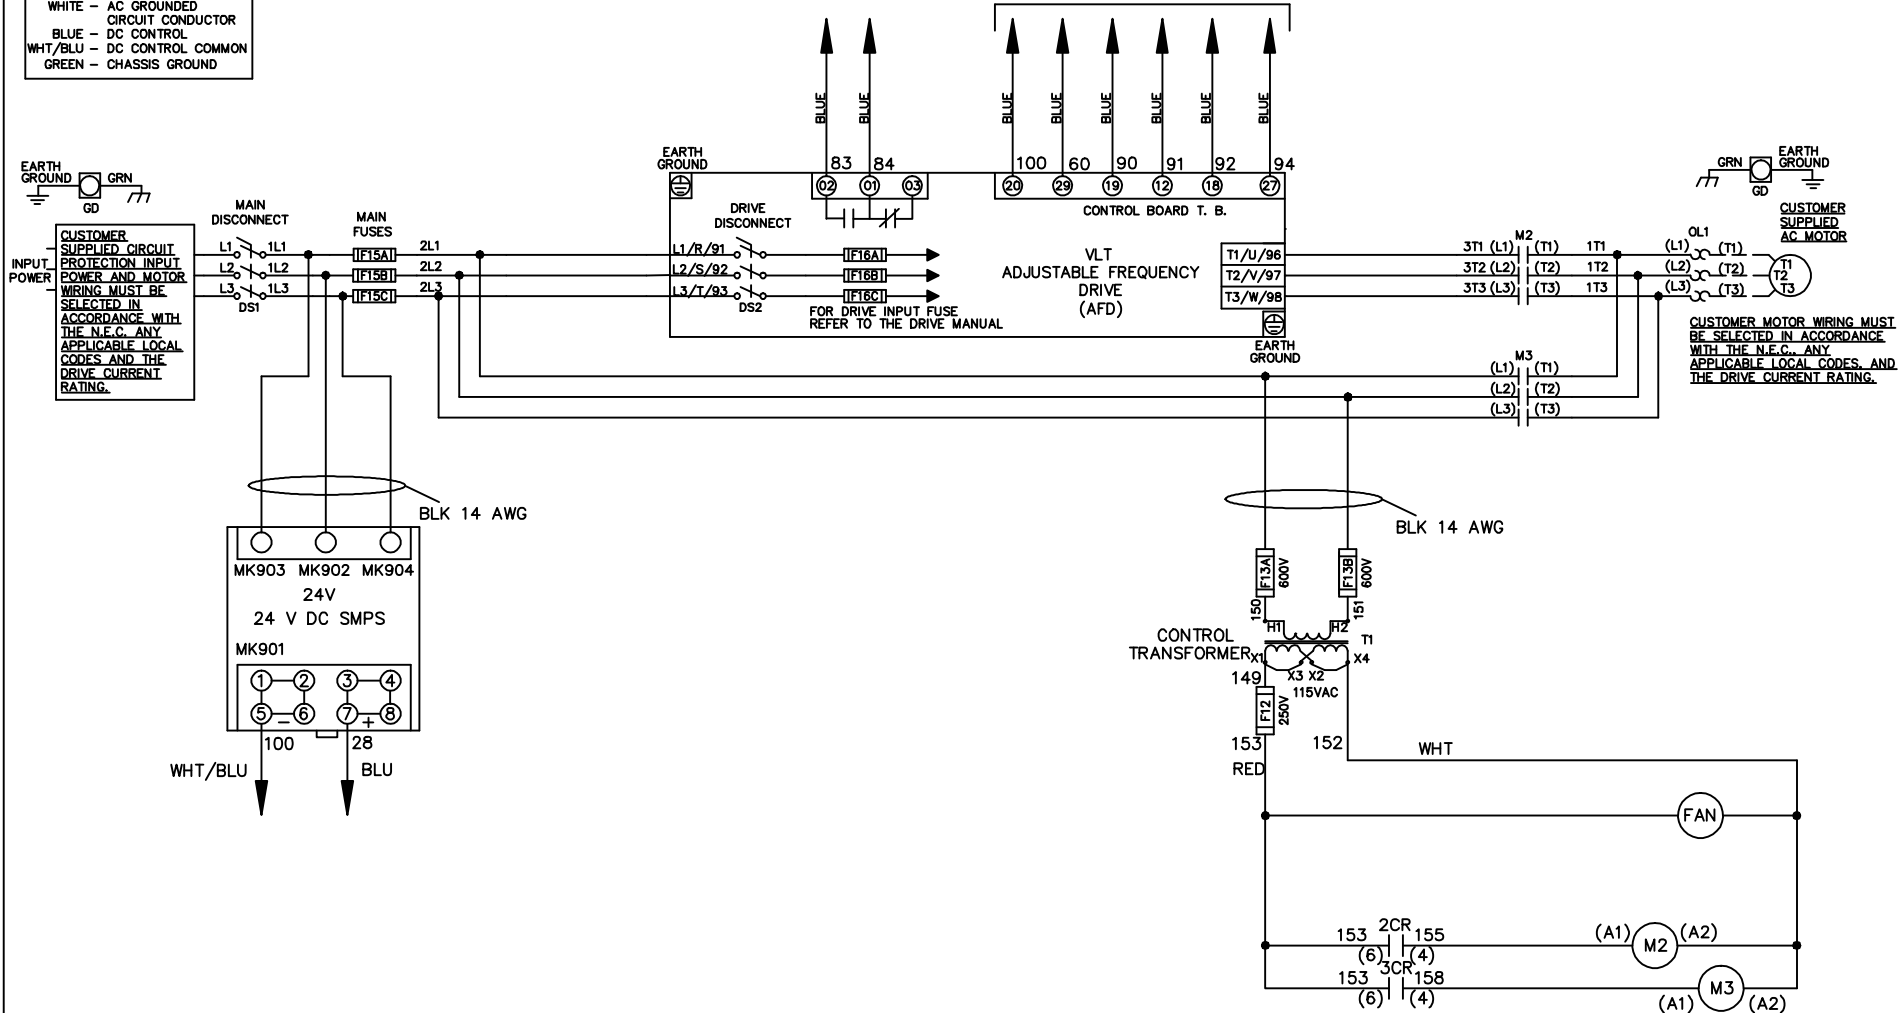 WHITE – AC GROUNDED
CIRCUIT CONDUCTOR
BLUE – DC CONTROL
WHT/BLU – DC CONTROL COMMON
GREEN – CHASSIS GROUND
BLUE
BLUE
BLUE
BLUE
BLUE
BLUE
BLUE
BLUE
EARTH
GROUND
GRN
GD
EARTH
GROUND
83
84
100
60
90
91
92
94
02
01
03
20
29
19
12
18
27
CONTROL BOARD T. B.
GRN
EARTH
GROUND
GD
CUSTOMER
SUPPLIED
AC MOTOR
INPUT
POWER
CUSTOMER
SUPPLIED CIRCUIT
PROTECTION INPUT
POWER AND MOTOR
WIRING MUST BE
SELECTED IN
ACCORDANCE WITH
THE N.E.C. ANY
APPLICABLE LOCAL
CODES AND THE
DRIVE CURRENT
RATING.
MAIN
DISCONNECT
L1
1L1
L2
1L2
L3
1L3
DS1
MAIN
FUSES
F15A
F15B
F15C
2L1
2L2
2L3
L1/R/91
L2/S/92
L3/T/93
DRIVE
DISCONNECT
DS2
F16A
F16B
F16C
FOR DRIVE INPUT FUSE
REFER TO THE DRIVE MANUAL
VLT
ADJUSTABLE FREQUENCY
DRIVE
(AFD)
T1/U/96
T2/V/97
T3/W/98
EARTH
GROUND
M2
3T1 (L1) (T1) 1T1
3T2 (L2) (T2) 1T2
3T3 (L3) (T3) 1T3
OL1
(L1) (T1)
(L2) (T2)
(L3) (T3)
T1
T2
T3
CUSTOMER MOTOR WIRING MUST
BE SELECTED IN ACCORDANCE
WITH THE N.E.C.. ANY
APPLICABLE LOCAL CODES. AND
THE DRIVE CURRENT RATING.
M3
(L1) (T1)
(L2) (T2)
(L3) (T3)
BLK 14 AWG
MK903 MK902 MK904
24V
24 V DC SMPS
MK901
1 2 3 4
5 – 6 7 + 8
100
28
WHT/BLU
BLU
BLK 14 AWG
F13A
600V
F13B
600V
150
151
H1
H2
T1
CONTROL
TRANSFORMER
X1
X4
X3 X2
115VAC
149
F12
250V
153
152
RED
WHT
FAN
2CR
153 155
(6) (4)
(A1) M2 (A2)
3CR
153 158
(6) (4)
(A1) M3 (A2)